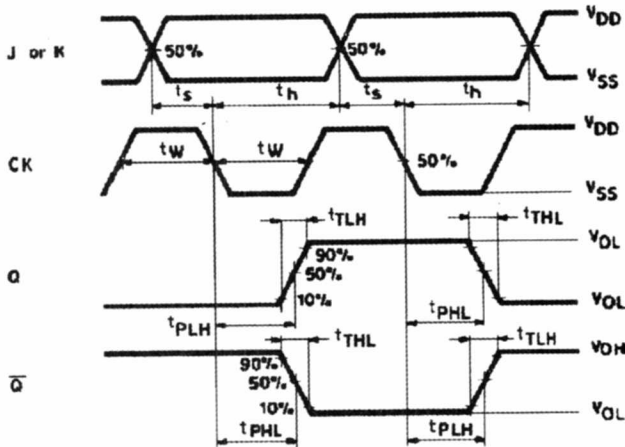 J or K 50% 50% VDD
VSS
ts th ts th
CK tW tW 50% VDD
VSS
tTLH tTHL
Q 90% VOL
50%
10% VOL
tPLH tPHL
tTHL tTLH
Q 90% VOH
50%
10% VOL
tPHL tPLH